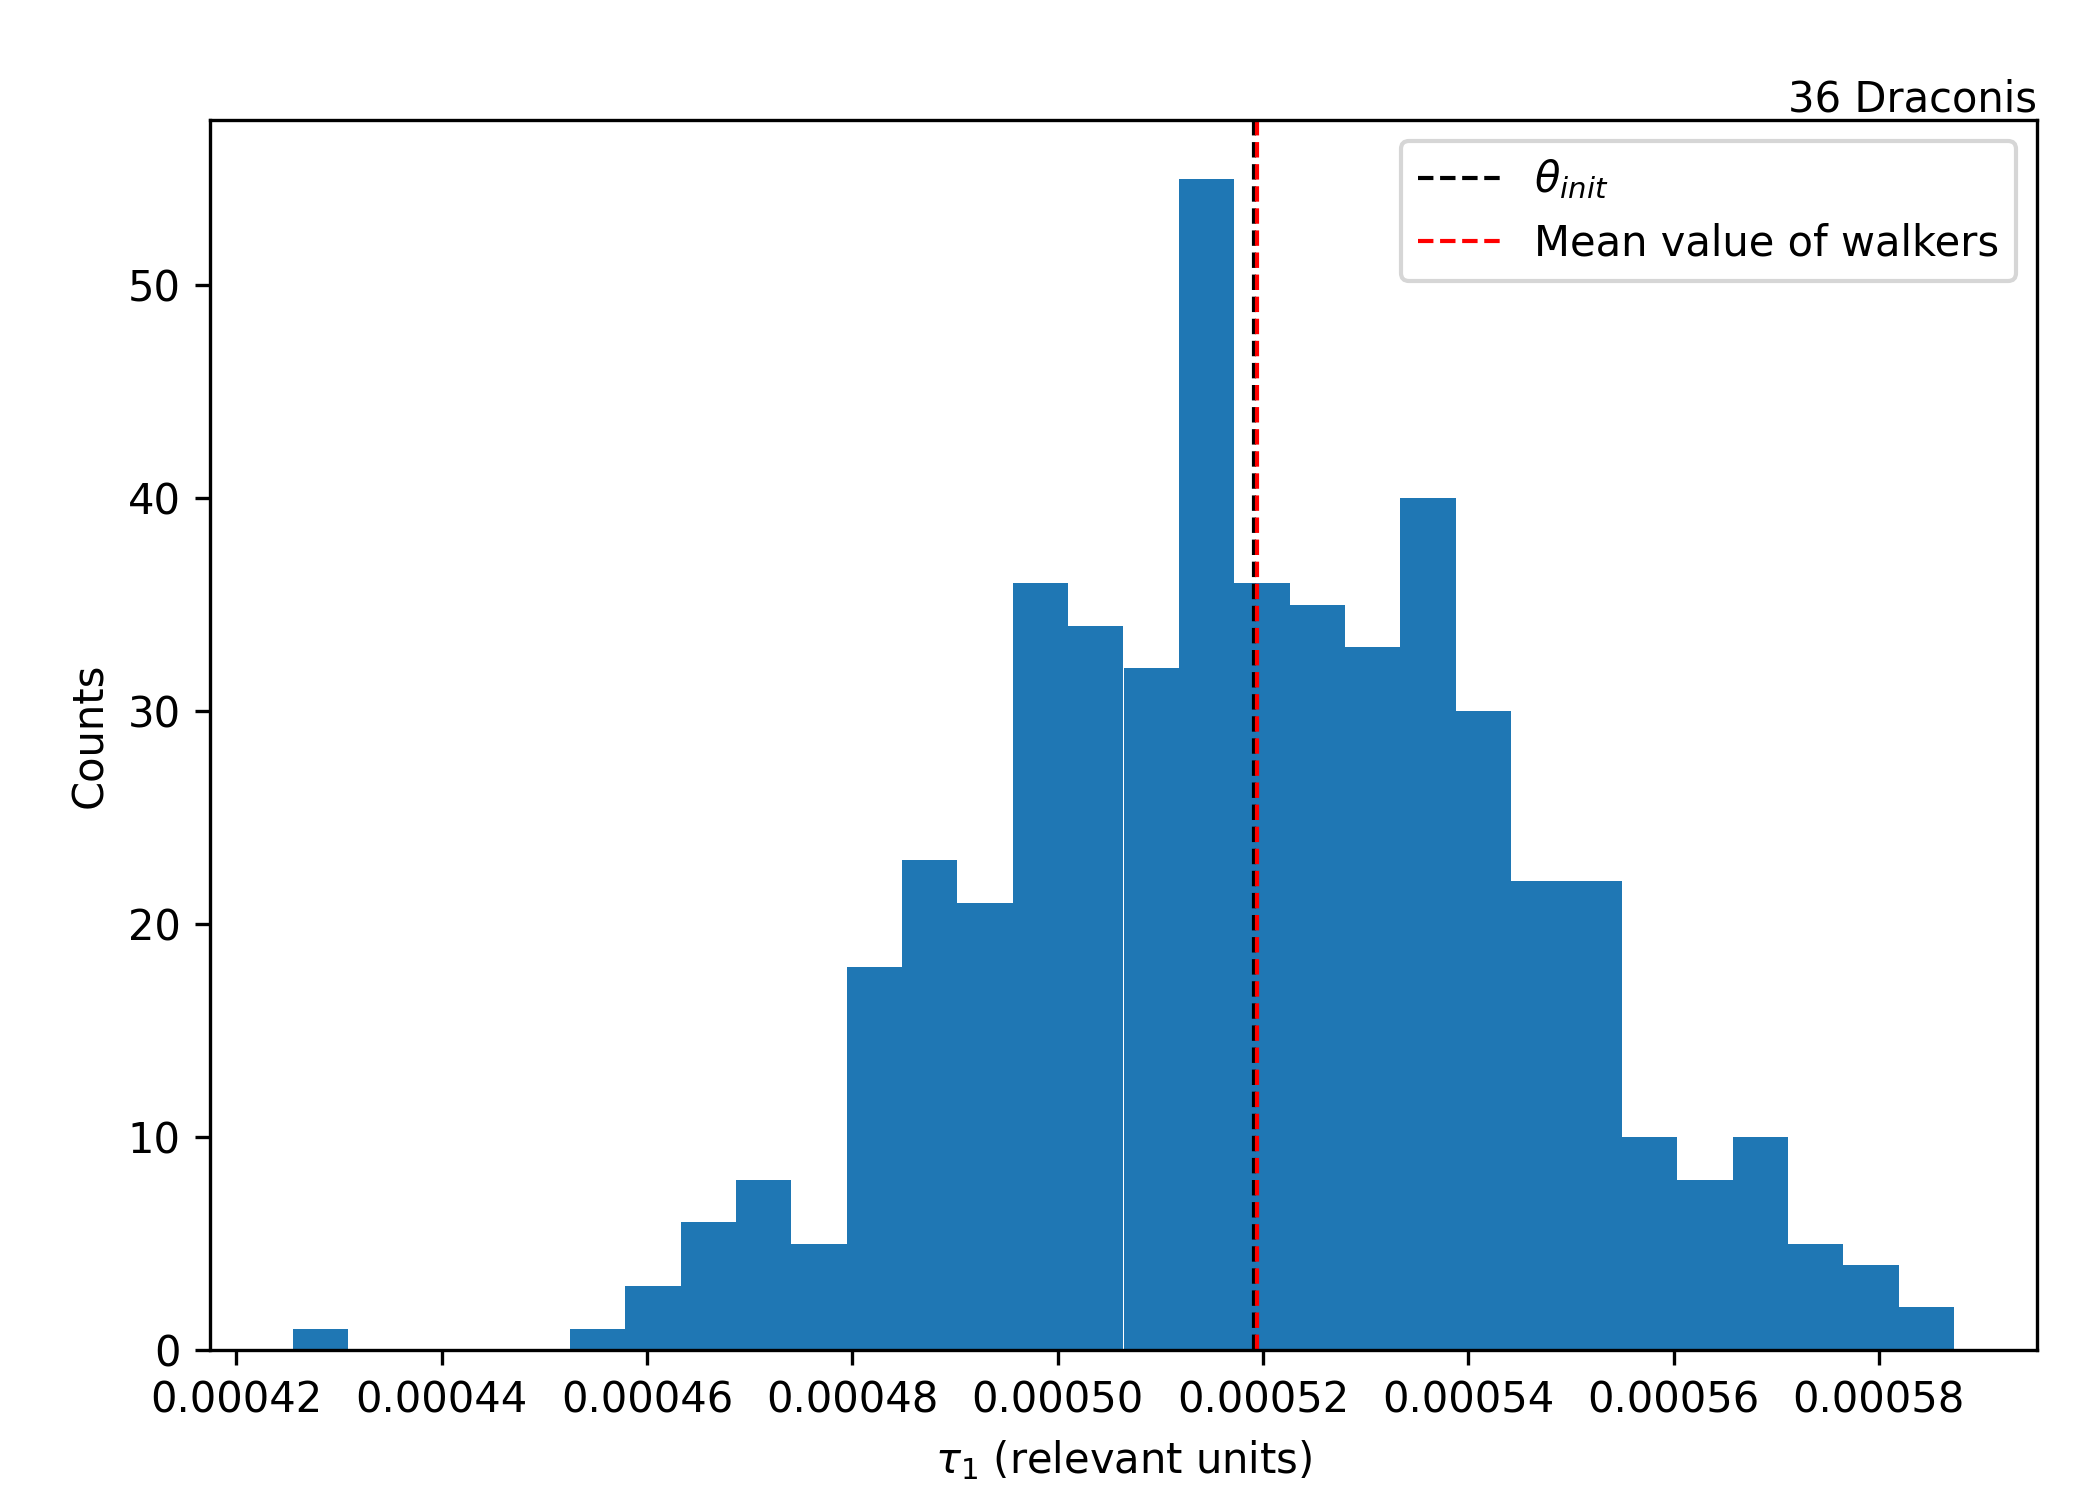 36 Draconis
θ_init
Mean value of walkers
Counts
50
40
30
20
10
0
0.00042 0.00044 0.00046 0.00048 0.00050 0.00052 0.00054 0.00056 0.00058
τ₁ (relevant units)